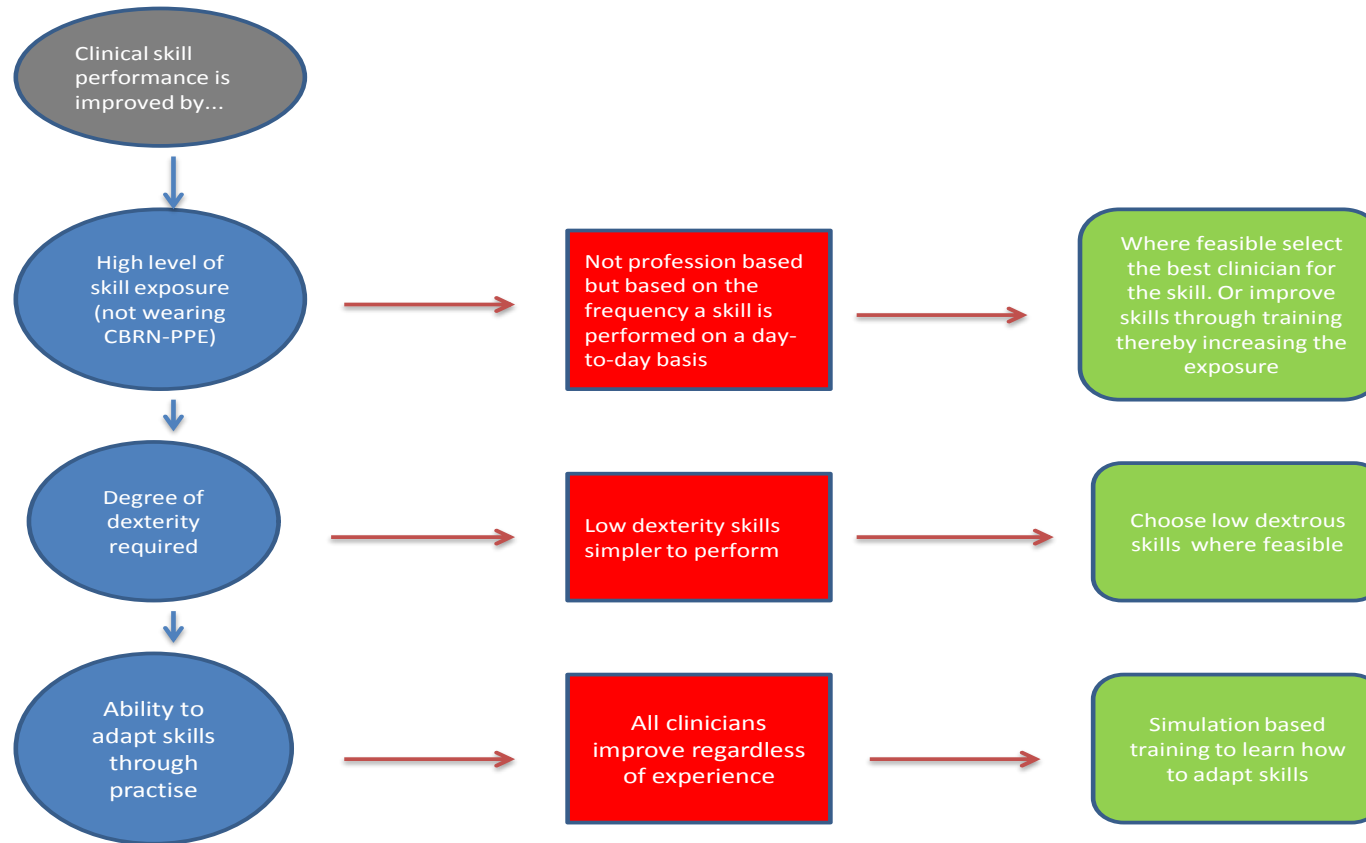 Clinical skill
performance is
improved by...
High level of
skill exposure
(not wearing
CBRN-PPE)
Not profession based
but based on the
frequency a skill is
performed on a day-
to-day basis
Where feasible select
the best clinician for
the skill. Or improve
skills through training
thereby increasing the
exposure
Degree of
dexterity
required
Low dexterity skills
simpler to perform
Choose low dextrous
skills where feasible
Ability to
adapt skills
through
practise
All clinicians
improve regardless
of experience
Simulation based
training to learn how
to adapt skills